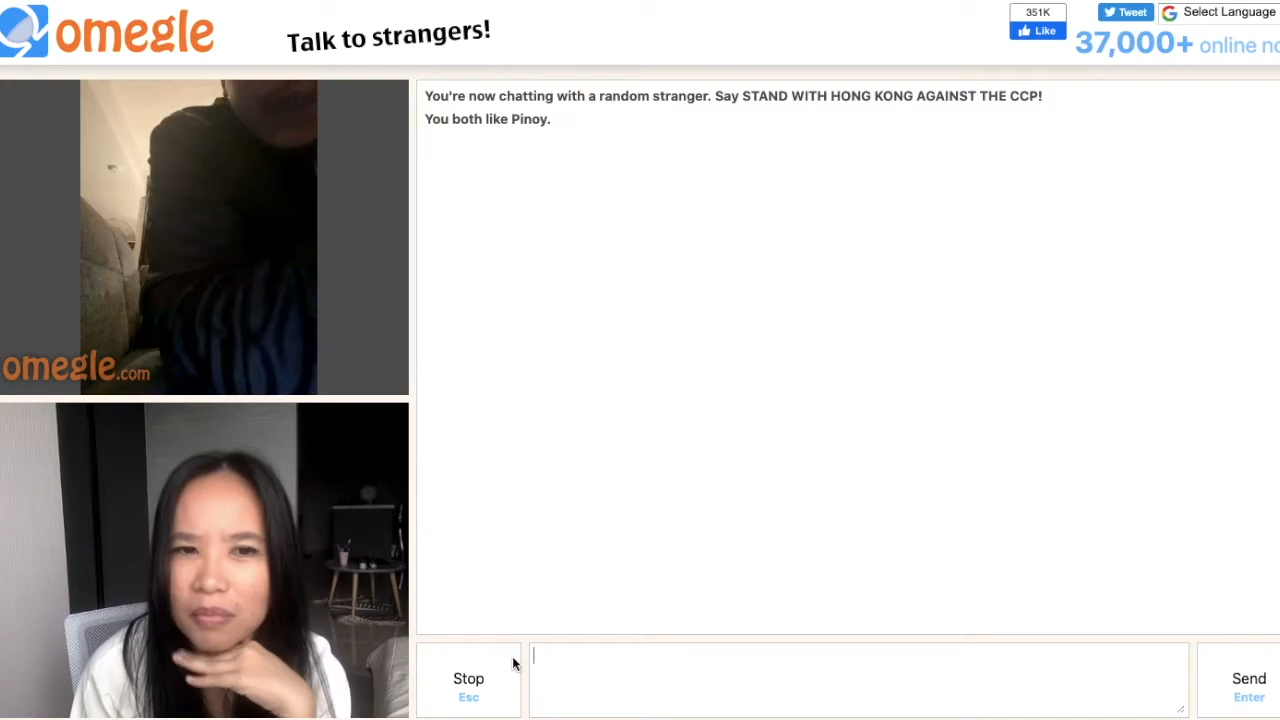 omegle
Talk to strangers!
351K
Like
Tweet
Select Language
37,000+ online no
You're now chatting with a random stranger. Say STAND WITH HONG KONG AGAINST THE CCP!
You both like Pinoy.
omegle.com
Stop
Esc
Send
Enter